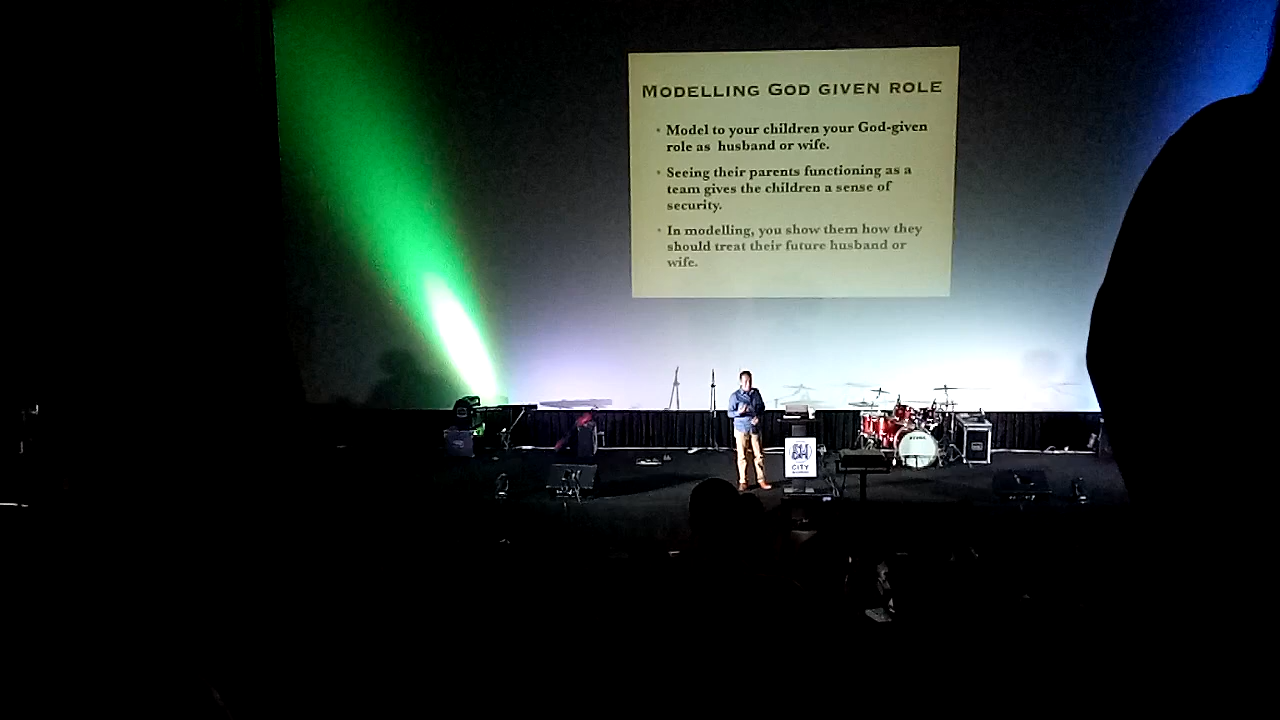 MODELLING GOD GIVEN ROLE
• Model to your children your God-given
role as husband or wife.
• Seeing their parents functioning as a
team gives the children a sense of
security.
• In modelling, you show them how they
should treat their future husband or
wife.
SM
CITY
TAMA